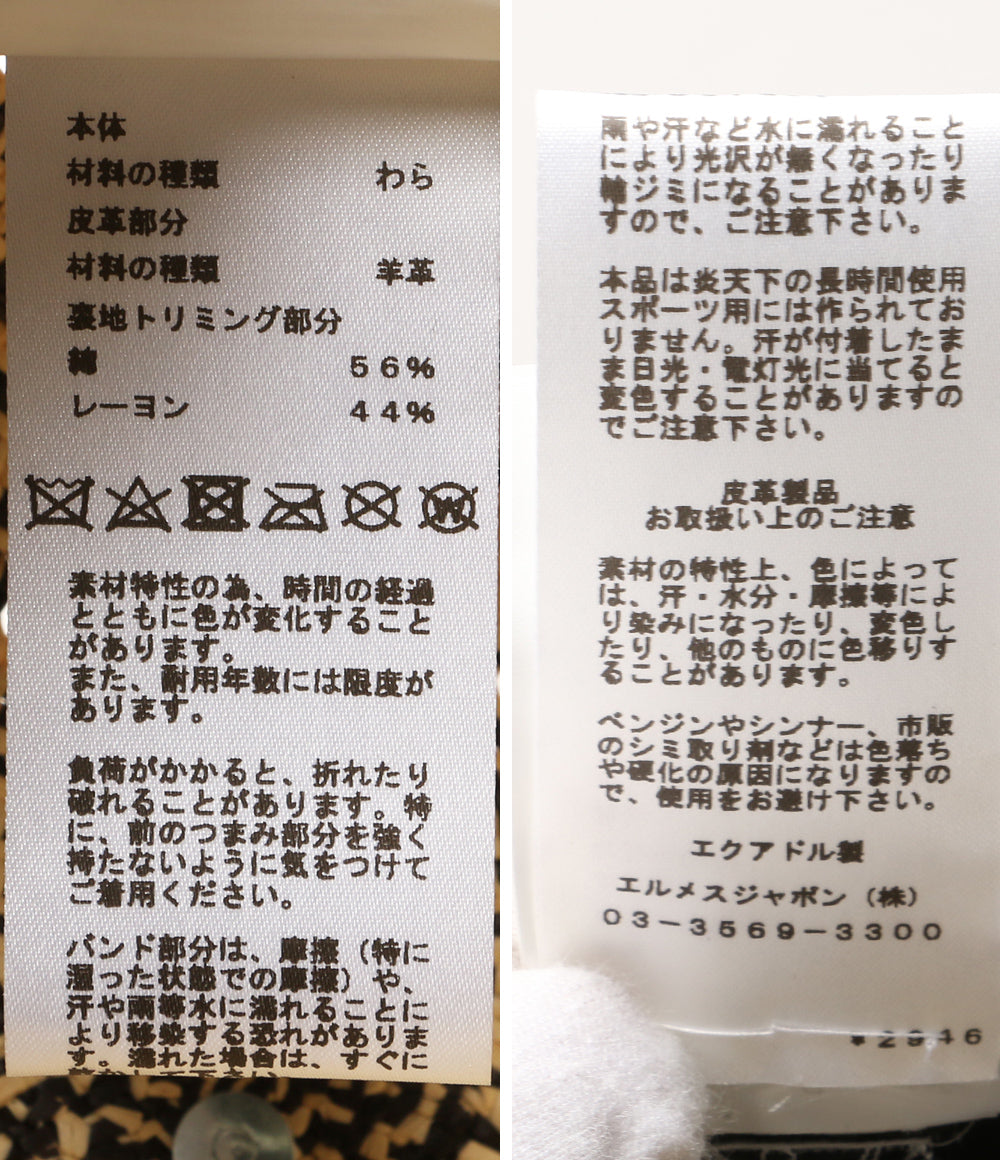 本体
材料の種類 わら
皮革部分
材料の種類 羊革
裏地トリミング部分
綿 56%
レーヨン 44%
W
素材特性の為、時間の経過
とともに色が変化すること
があります。
また、耐用年数には限度が
あります。
負荷がかかると、折れたり
破れることがあります。特
に、前のつまみ部分を強く
持たないように気をつけて
ご着用ください。
バンド部分は、摩擦（特に
湿った状態での摩擦）や、
汗や雨等水に濡れることに
より移染する恐れがありま
す。濡れた場合は、すぐに
雨や汗など水に濡れること
により光沢が無くなったり
輪ジミになることがありま
すので、ご注意下さい。
本品は炎天下の長時間使用
スポーツ用には作られてお
りません。汗が付着したま
ま日光・電灯光に当てると
変色することがありますの
でご注意下さい。
皮革製品
お取扱い上のご注意
素材の特性上、色によって
は、汗・水分・摩擦等によ
り染みになったり、変色し
たり、他のものに色移りす
ることがあります。
ベンジンやシンナー、市販
のシミ取り剤などは色落ち
や硬化の原因になりますの
で、使用をお避け下さい。
エクアドル製
エルメスジャポン（株）
03-3569-3300